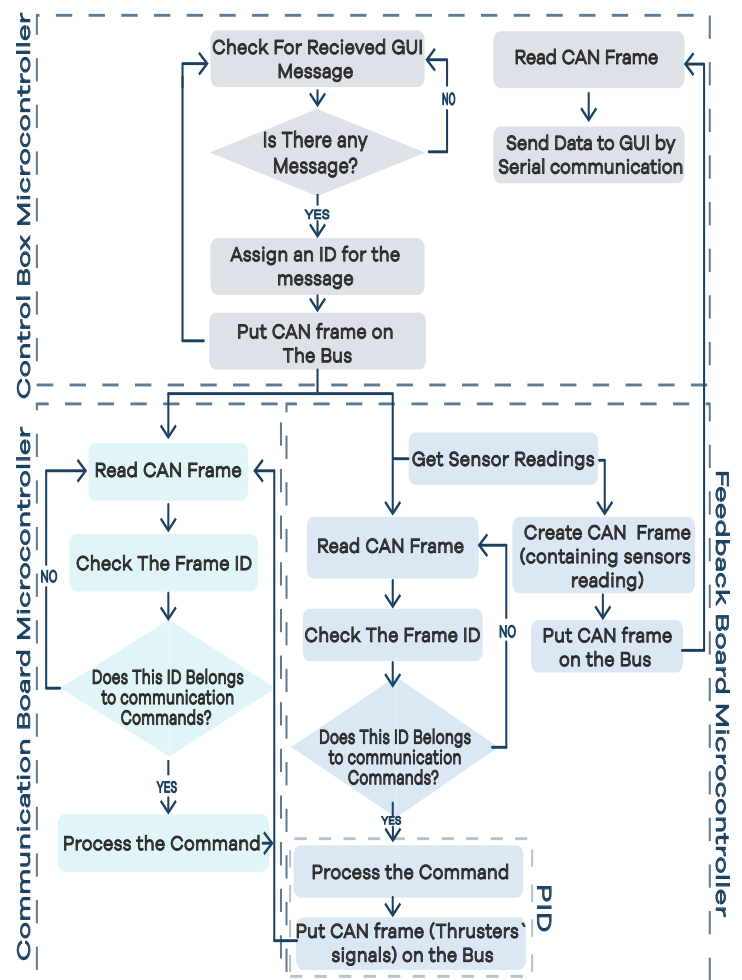 Control Box Microcontroller
Check For Recieved GUI
Message
NO
Is There any
Message?
YES
Assign an ID for the
message
Put CAN frame on
The Bus
Read CAN Frame
Send Data to GUI by
Serial communication
Communication Board Microcontroller
Read CAN Frame
Check The Frame ID
NO
Does This ID Belongs
to communication
Commands?
YES
Process the Command
Feedback Board Microcontroller
Get Sensor Readings
Read CAN Frame
Check The Frame ID
NO
Does This ID Belongs
to communication
Commands?
YES
Create CAN Frame
(containing sensors
reading)
Put CAN frame
on the Bus
PID
Process the Command
Put CAN frame (Thrusters`
signals) on the Bus